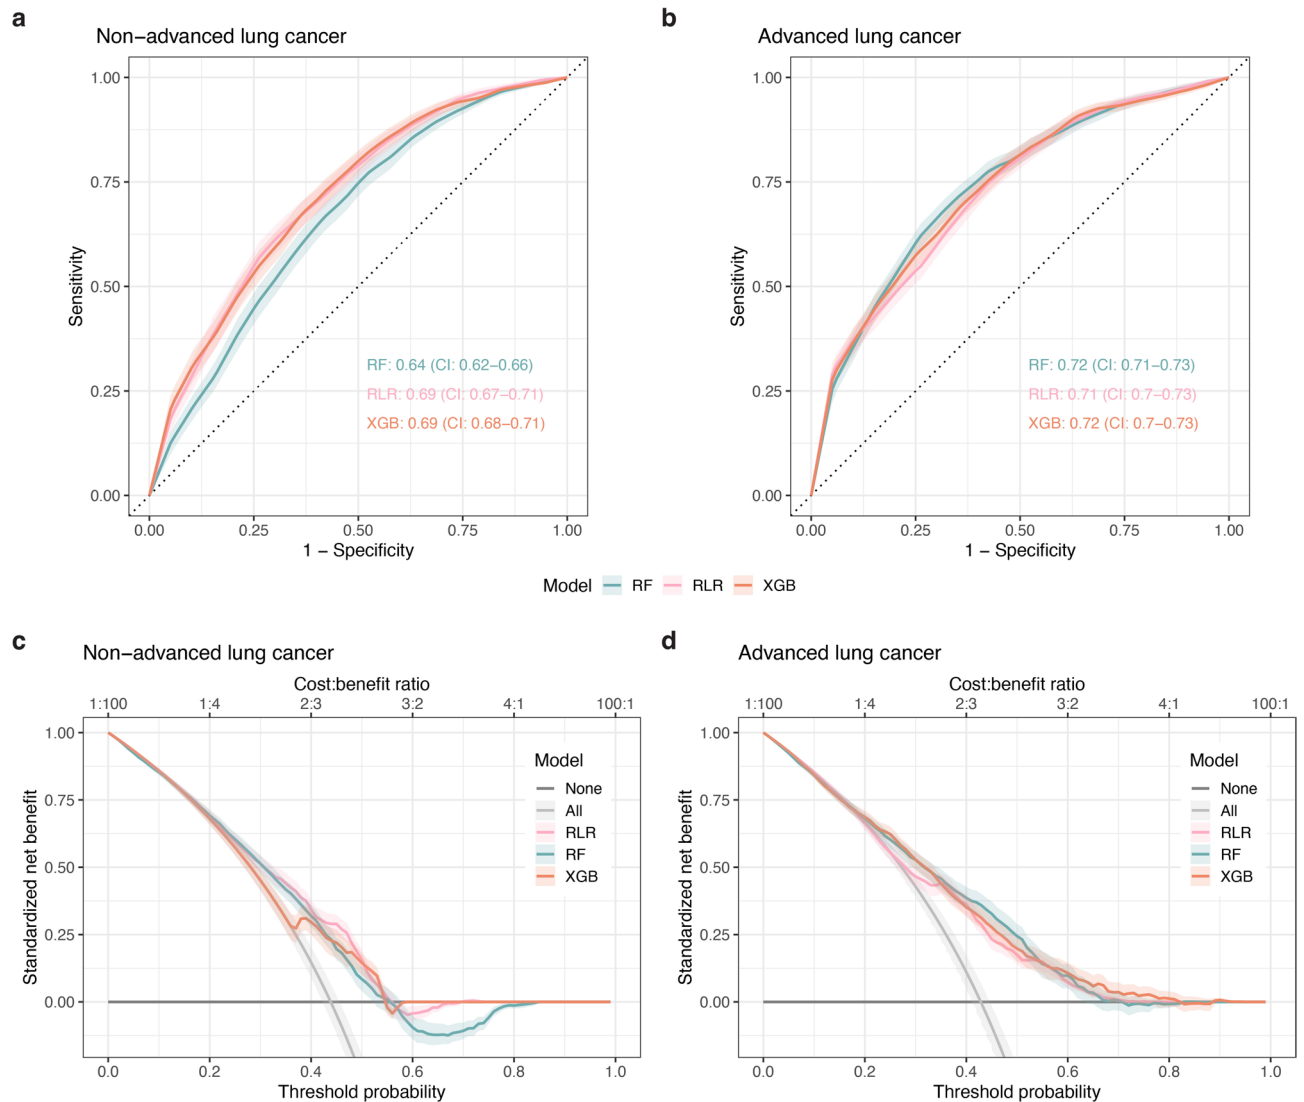 a
Non−advanced lung cancer
1.00
0.75
0.50
0.25
0.00
Sensitivity
RF: 0.64 (CI: 0.62−0.66)
RLR: 0.69 (CI: 0.67−0.71)
XGB: 0.69 (CI: 0.68−0.71)
0.00 0.25 0.50 0.75 1.00
1 − Specificity
b
Advanced lung cancer
1.00
0.75
0.50
0.25
0.00
Sensitivity
RF: 0.72 (CI: 0.71−0.73)
RLR: 0.71 (CI: 0.7−0.73)
XGB: 0.72 (CI: 0.7−0.73)
0.00 0.25 0.50 0.75 1.00
1 − Specificity
Model RF RLR XGB
c
Non−advanced lung cancer
Cost:benefit ratio
1:100 1:4 2:3 3:2 4:1 100:1
1.00
0.75
0.50
0.25
0.00
Standardized net benefit
Model
None
All
RLR
RF
XGB
0.0 0.2 0.4 0.6 0.8 1.0
Threshold probability
d
Advanced lung cancer
Cost:benefit ratio
1:100 1:4 2:3 3:2 4:1 100:1
1.00
0.75
0.50
0.25
0.00
Standardized net benefit
Model
None
All
RLR
RF
XGB
0.0 0.2 0.4 0.6 0.8 1.0
Threshold probability